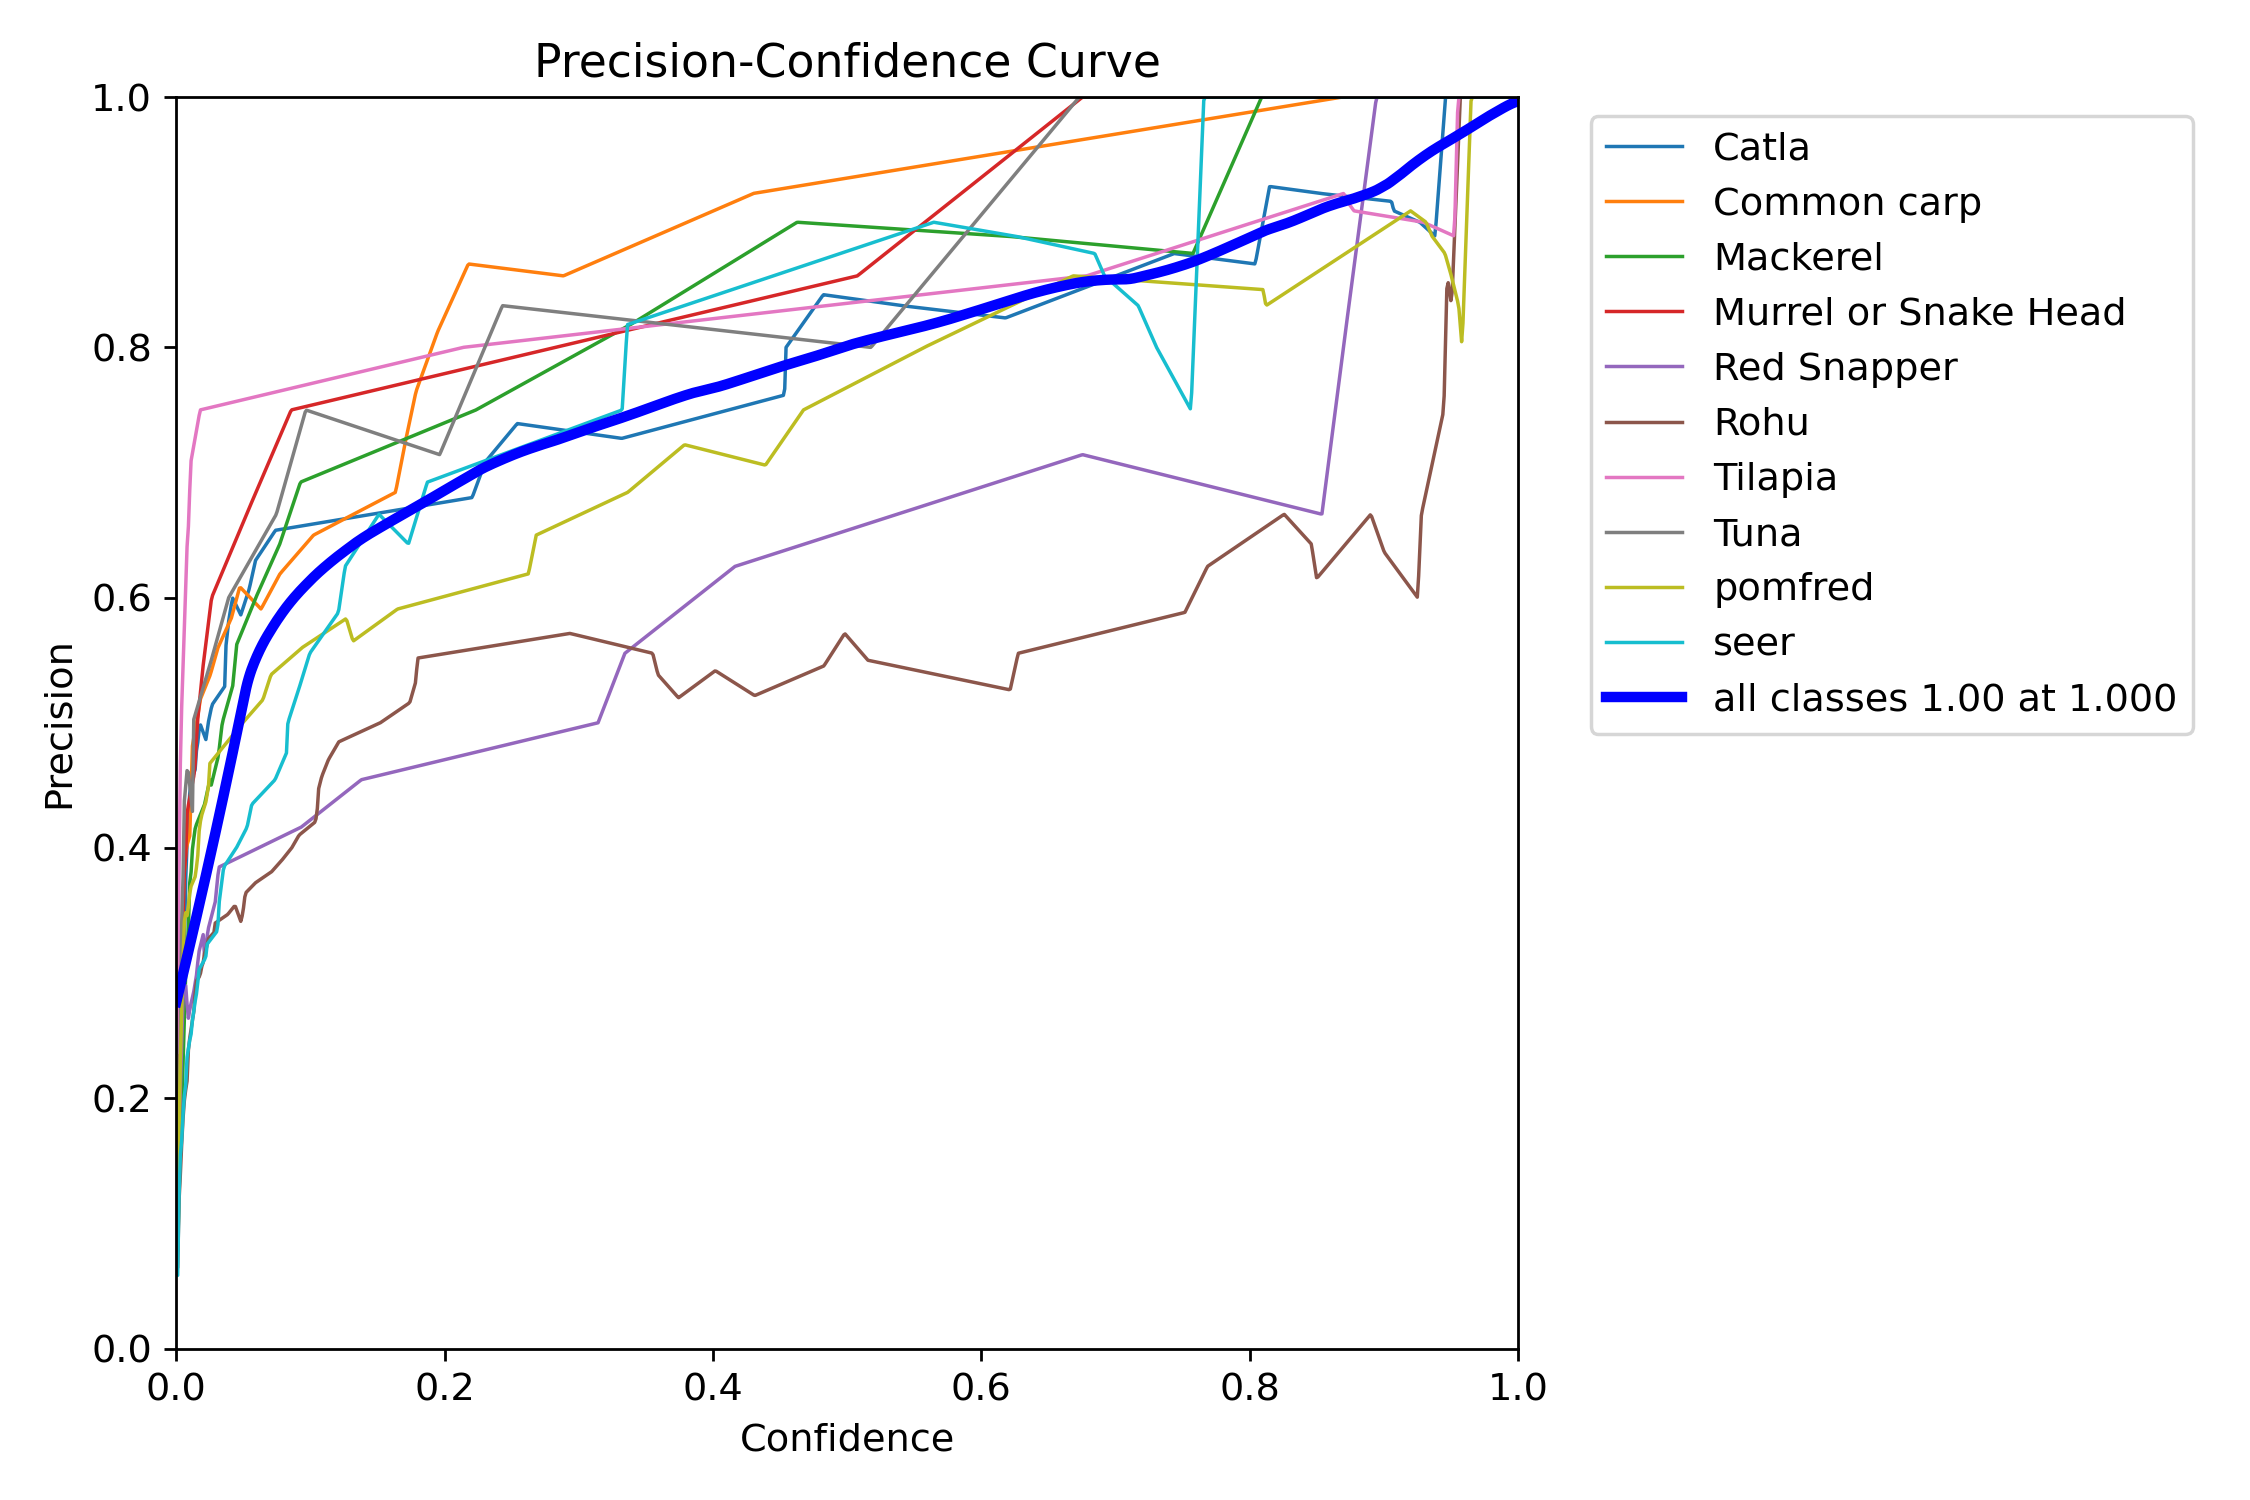 Precision-Confidence Curve
1.0
0.8
0.6
0.4
0.2
0.0
Precision
0.0 0.2 0.4 0.6 0.8 1.0
Confidence
Catla
Common carp
Mackerel
Murrel or Snake Head
Red Snapper
Rohu
Tilapia
Tuna
pomfred
seer
all classes 1.00 at 1.000